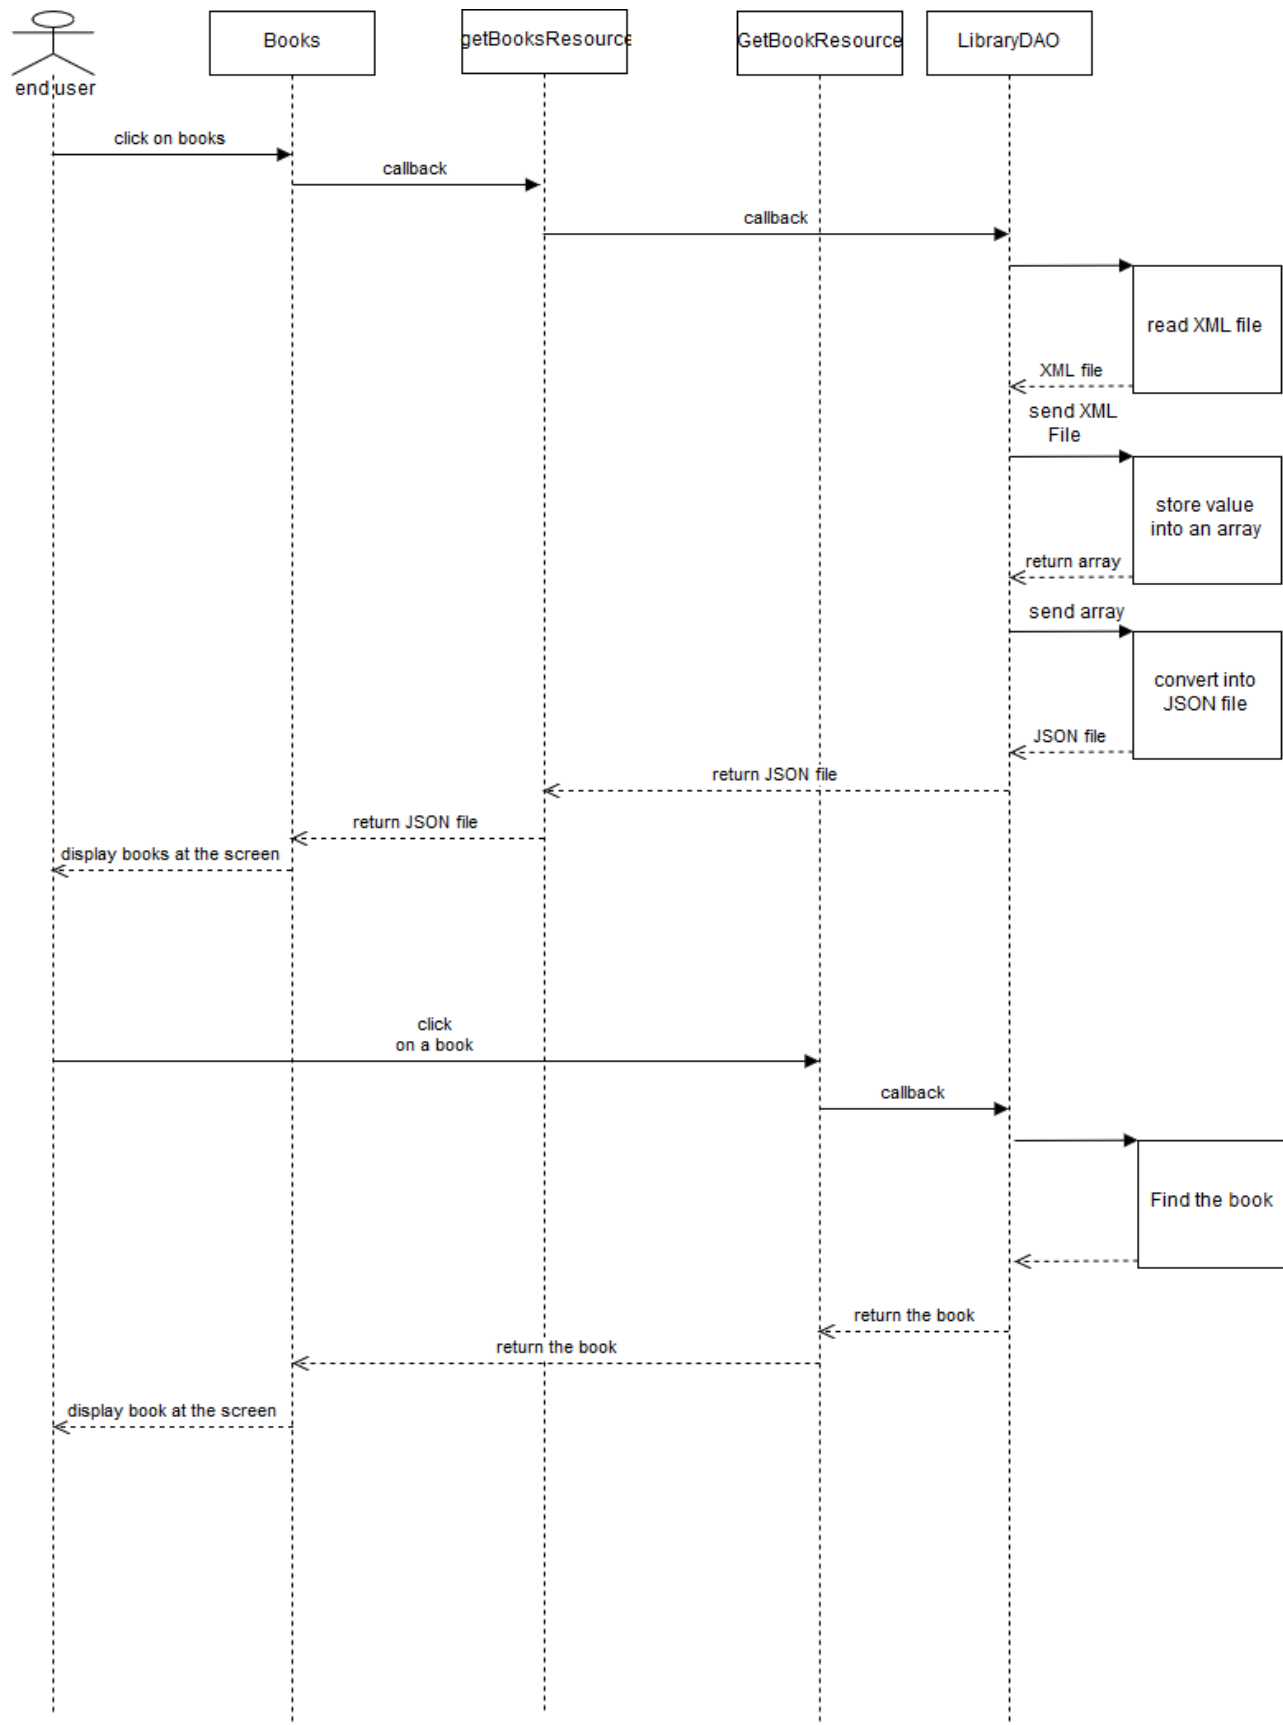 end user
Books
getBooksResource
GetBookResource
LibraryDAO
click on books
callback
callback
read XML file
XML file
send XML
File
store value
into an array
return array
send array
convert into
JSON file
JSON file
return JSON file
return JSON file
display books at the screen
click
on a book
callback
Find the book
return the book
return the book
display book at the screen